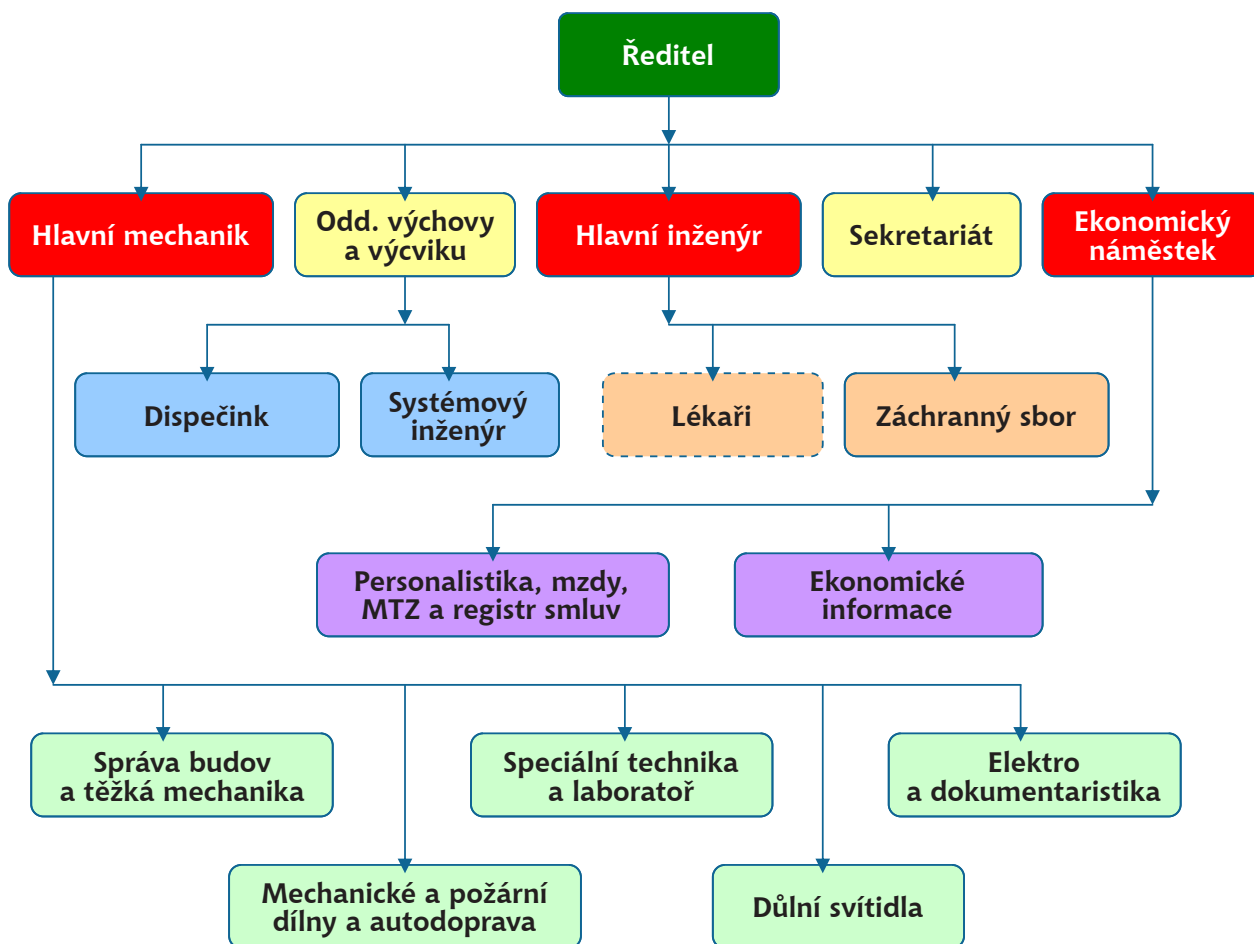 Ředitel
Hlavní mechanik
Odd. výchovy
a výcviku
Hlavní inženýr
Sekretariát
Ekonomický
náměstek
Dispečink
Systémový
inženýr
Lékaři
Záchranný sbor
Personalistika, mzdy,
MTZ a registr smluv
Ekonomické
informace
Správa budov
a těžká mechanika
Speciální technika
a laboratoř
Elektro
a dokumentaristika
Mechanické a požární
dílny a autodoprava
Důlní svítidla